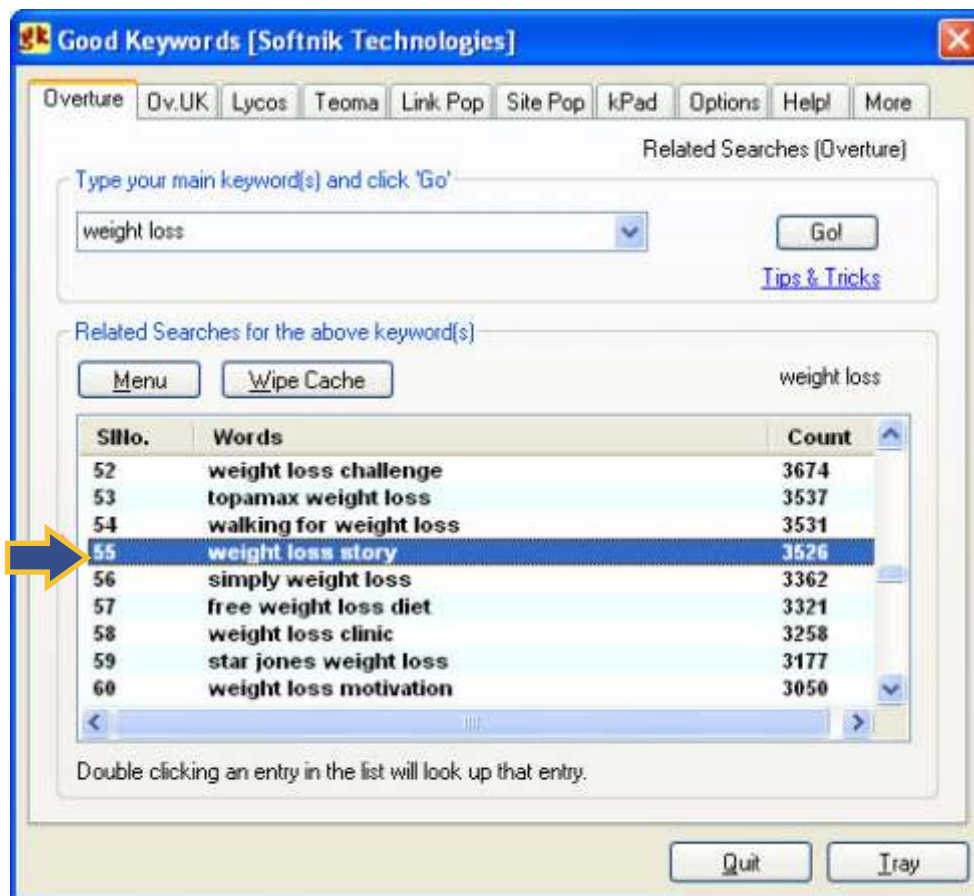 gk Good Keywords [Softnik Technologies]
Overture Ov.UK Lycos Teoma Link Pop Site Pop kPad Options Help! More
Related Searches (Overture)
Type your main keyword(s) and click 'Go'
weight loss Go!
Tips & Tricks
Related Searches for the above keyword(s)
Menu Wipe Cache weight loss
SlNo. Words Count
52 weight loss challenge 3674
53 topamax weight loss 3537
54 walking for weight loss 3531
55 weight loss story 3526
56 simply weight loss 3362
57 free weight loss diet 3321
58 weight loss clinic 3258
59 star jones weight loss 3177
60 weight loss motivation 3050
Double clicking an entry in the list will look up that entry.
Quit Tray